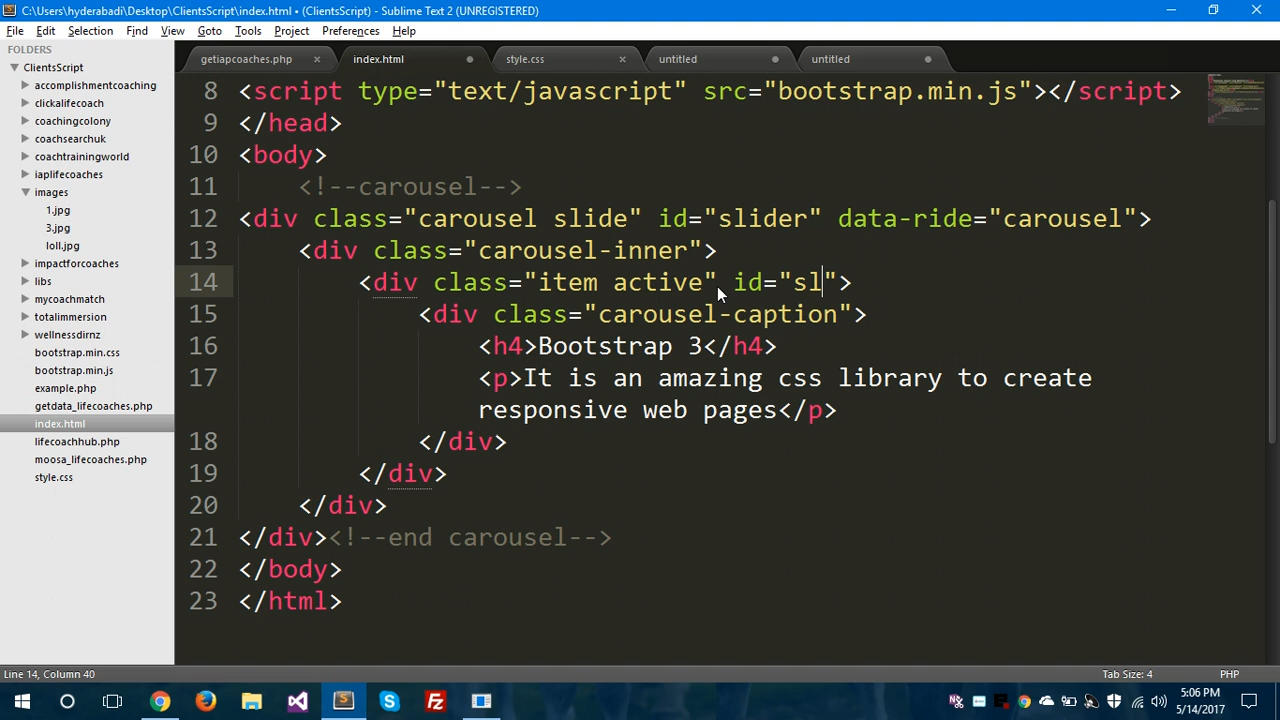 C:\Users\hyderabadi\Desktop\ClientsScript\index.html • (ClientsScript) - Sublime Text 2 (UNREGISTERED)
File Edit Selection Find View Goto Tools Project Preferences Help
FOLDERS
ClientsScript
accomplishmentcoaching
clickalifecoach
coachingcolony
coachsearchuk
coachtrainingworld
iaplifecoaches
images
1.jpg
3.jpg
loll.jpg
impactforcoaches
libs
mycoachmatch
totalimmersion
wellnessdirnz
bootstrap.min.css
bootstrap.min.js
example.php
getdata_lifecoaches.php
index.html
lifecoachhub.php
moosa_lifecoaches.php
style.css
getiapcoaches.php × index.html • style.css × untitled • untitled •
8 <script type="text/javascript" src="bootstrap.min.js"></script>
9 </head>
10 <body>
11 <!--carousel-->
12 <div class="carousel slide" id="slider" data-ride="carousel">
13 <div class="carousel-inner">
14 <div class="item active" id="sl">
15 <div class="carousel-caption">
16 <h4>Bootstrap 3</h4>
17 <p>It is an amazing css library to create
responsive web pages</p>
18 </div>
19 </div>
20 </div>
21 </div><!--end carousel-->
22 </body>
23 </html>
Line 14, Column 40 Tab Size: 4 PHP
5:06 PM
5/14/2017